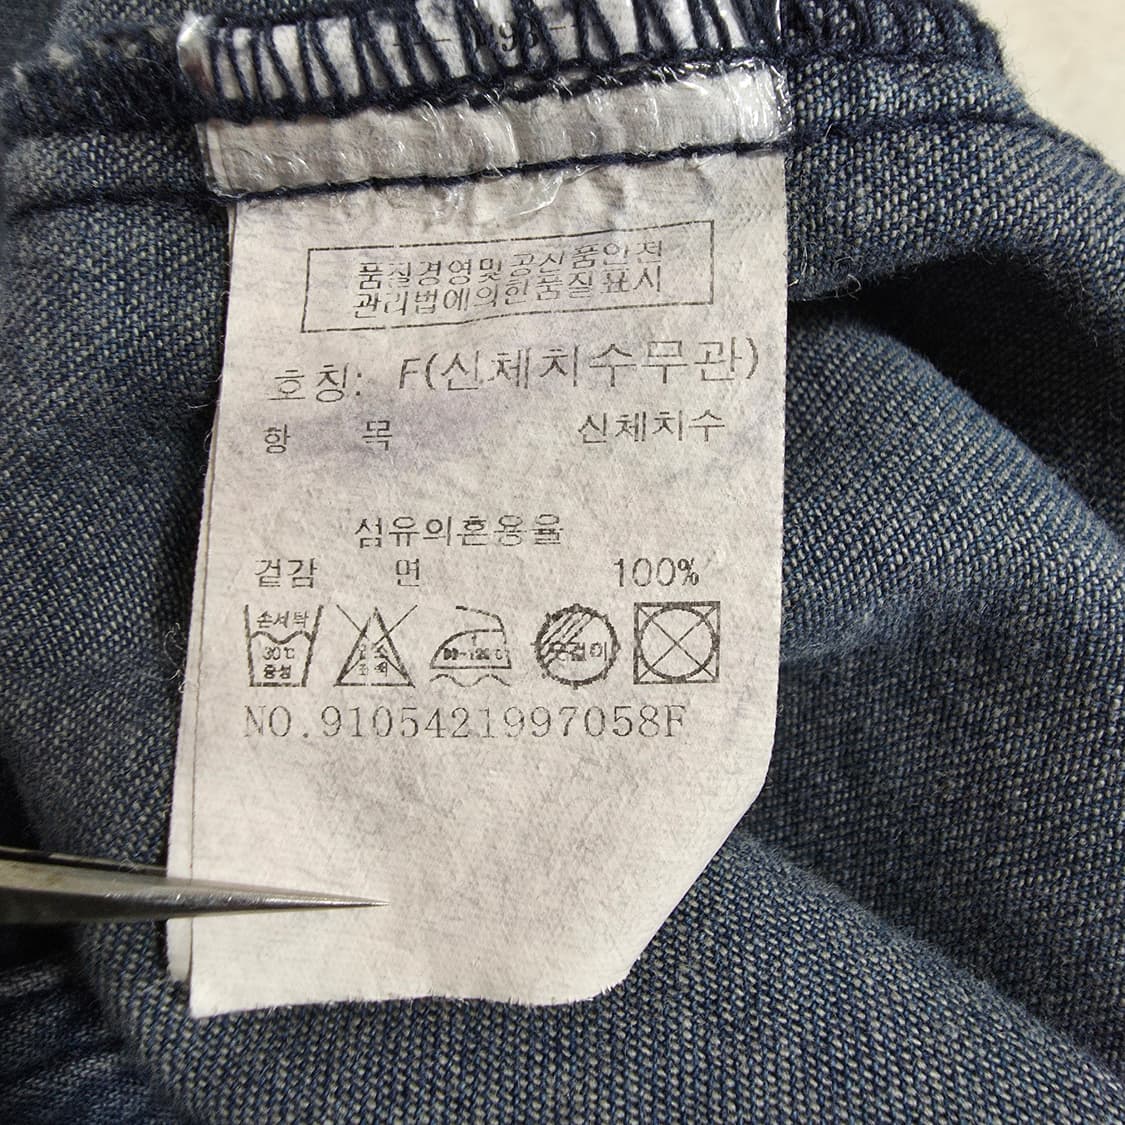 품질경영및공산품안전
관리법에의한품질표시
호칭: F(신체치수무관)
항 목 신체치수
섬유의혼용율
겉감 면 100%
손세탁
30℃
중성
옷걸이
NO.9105421997058F